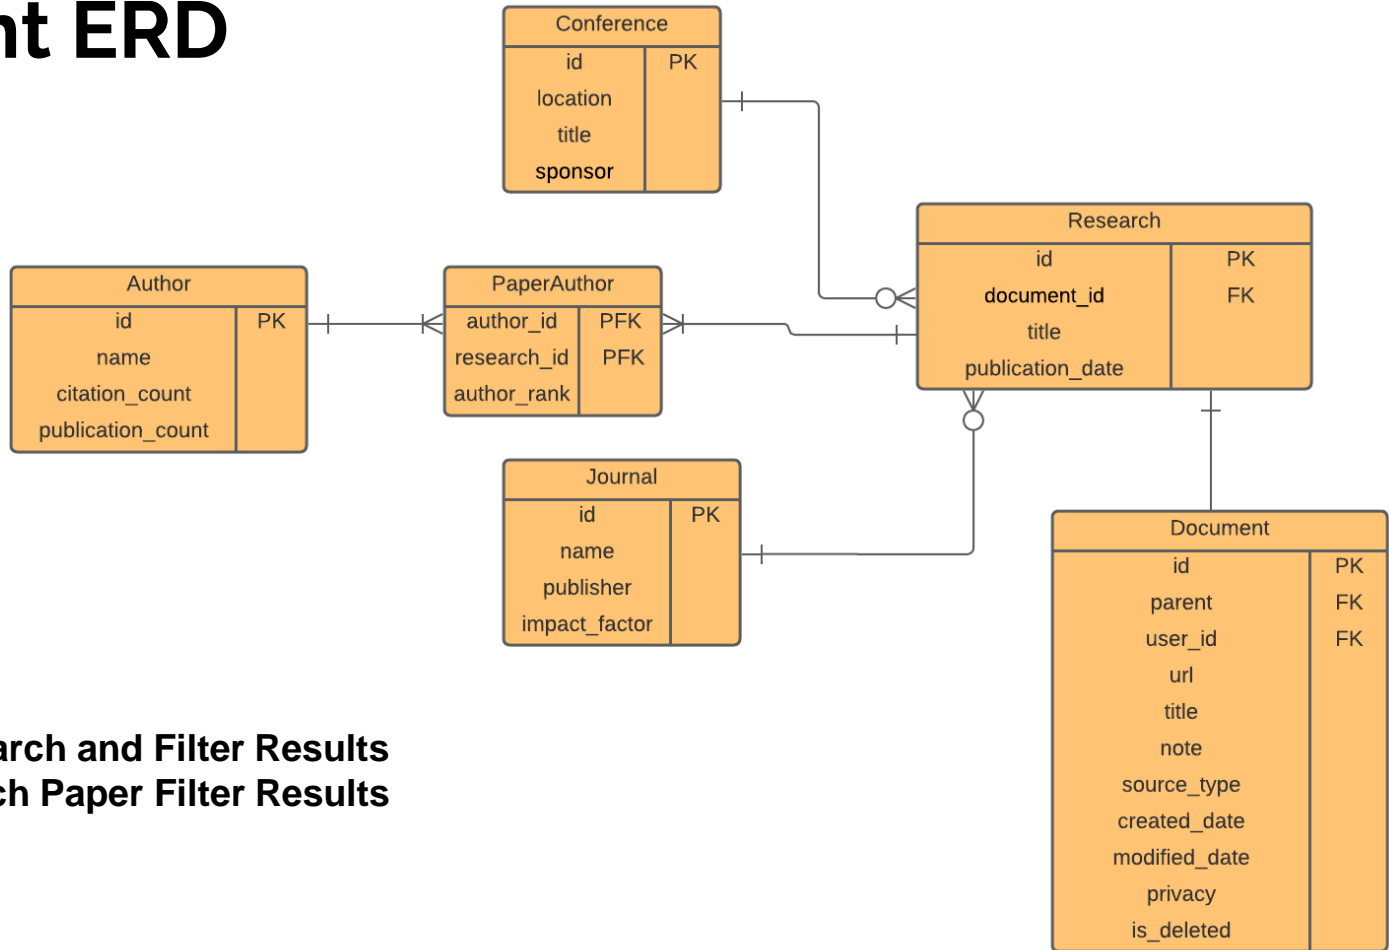 nt ERD
Conference
id PK
location
title
sponsor
Research
id PK
document_id FK
title
publication_date
Author
id PK
name
citation_count
publication_count
PaperAuthor
author_id PFK
research_id PFK
author_rank
Journal
id PK
name
publisher
impact_factor
Document
id PK
parent FK
user_id FK
url
title
note
source_type
created_date
modified_date
privacy
is_deleted
arch and Filter Results
ch Paper Filter Results